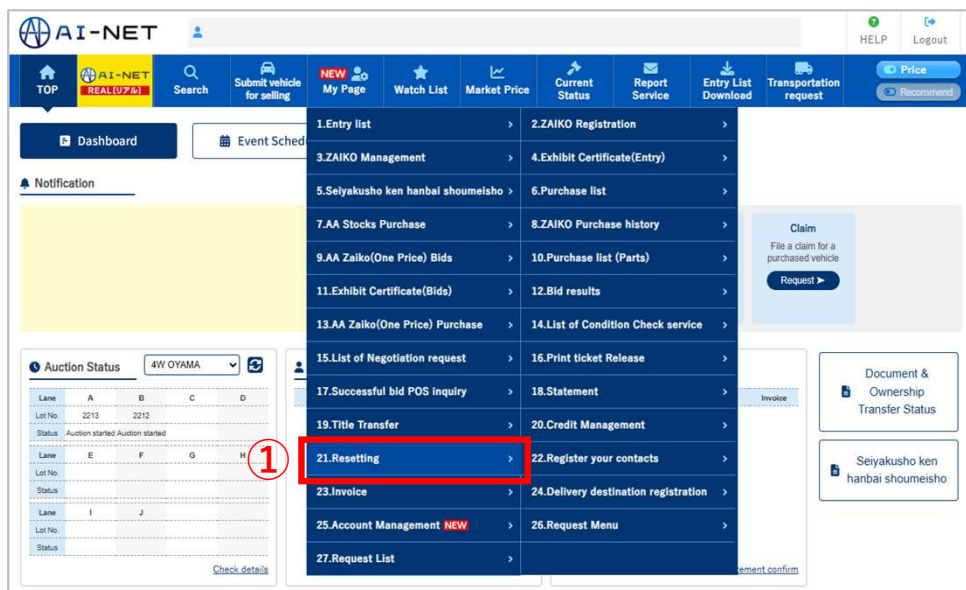 AI-NET
HELP
Logout
TOP
AI-NET
REAL[リアル]
Search
Submit vehicle
for selling
NEW
My Page
Watch List
Market Price
Current
Status
Report
Service
Entry List
Download
Transportation
request
Price
Recommend
Dashboard
Event Sched
Notification
1.Entry list
2.ZAIKO Registration
3.ZAIKO Management
4.Exhibit Certificate(Entry)
5.Seiyakusho ken hanbai shoumeisho
6.Purchase list
7.AA Stocks Purchase
8.ZAIKO Purchase history
9.AA Zaiko(One Price) Bids
10.Purchase list (Parts)
11.Exhibit Certificate(Bids)
12.Bid results
13.AA Zaiko(One Price) Purchase
14.List of Condition Check service
15.List of Negotiation request
16.Print ticket Release
17.Successful bid POS inquiry
18.Statement
19.Title Transfer
20.Credit Management
①
21.Resetting
22.Register your contacts
23.Invoice
24.Delivery destination registration
25.Account Management NEW
26.Request Menu
27.Request List
Claim
File a claim for a
purchased vehicle
Request ➤
Auction Status
4W OYAMA
Lane A B C D
Lot No. 2213 2212
Status Auction started Auction started
Lane E F G H
Lot No.
Status
Lane I J
Lot No.
Status
Check details
Invoice
ement confirm
Document &
Ownership
Transfer Status
Seiyakusho ken
hanbai shoumeisho